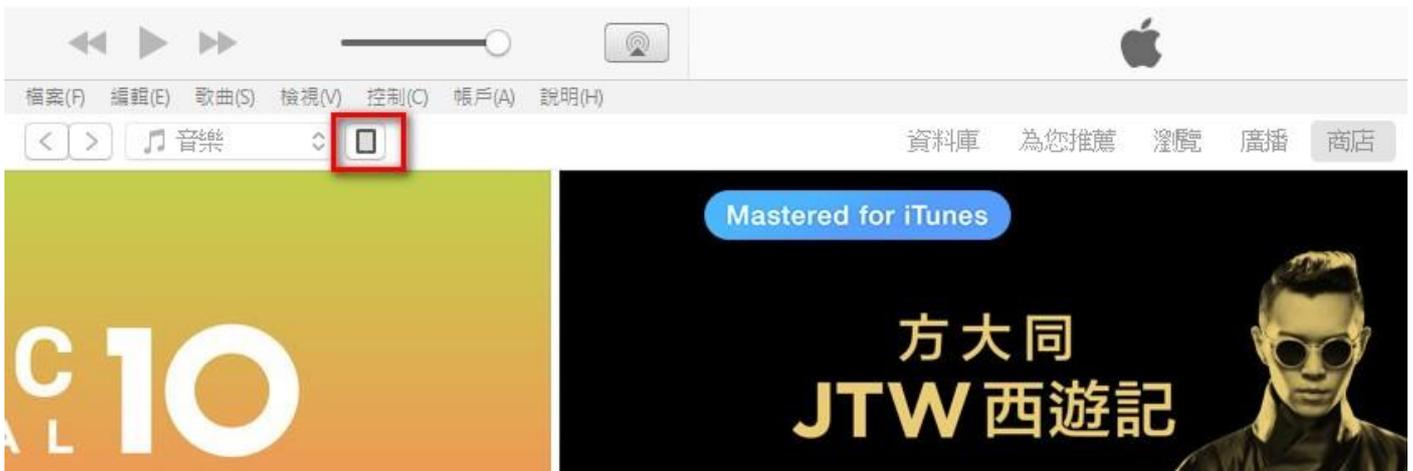 檔案(F) 編輯(E) 歌曲(S) 檢視(V) 控制(C) 帳戶(A) 說明(H)
音樂 資料庫 為您推薦 瀏覽 廣播 商店
Mastered for iTunes
方大同
JTW 西遊記
C 10
A L